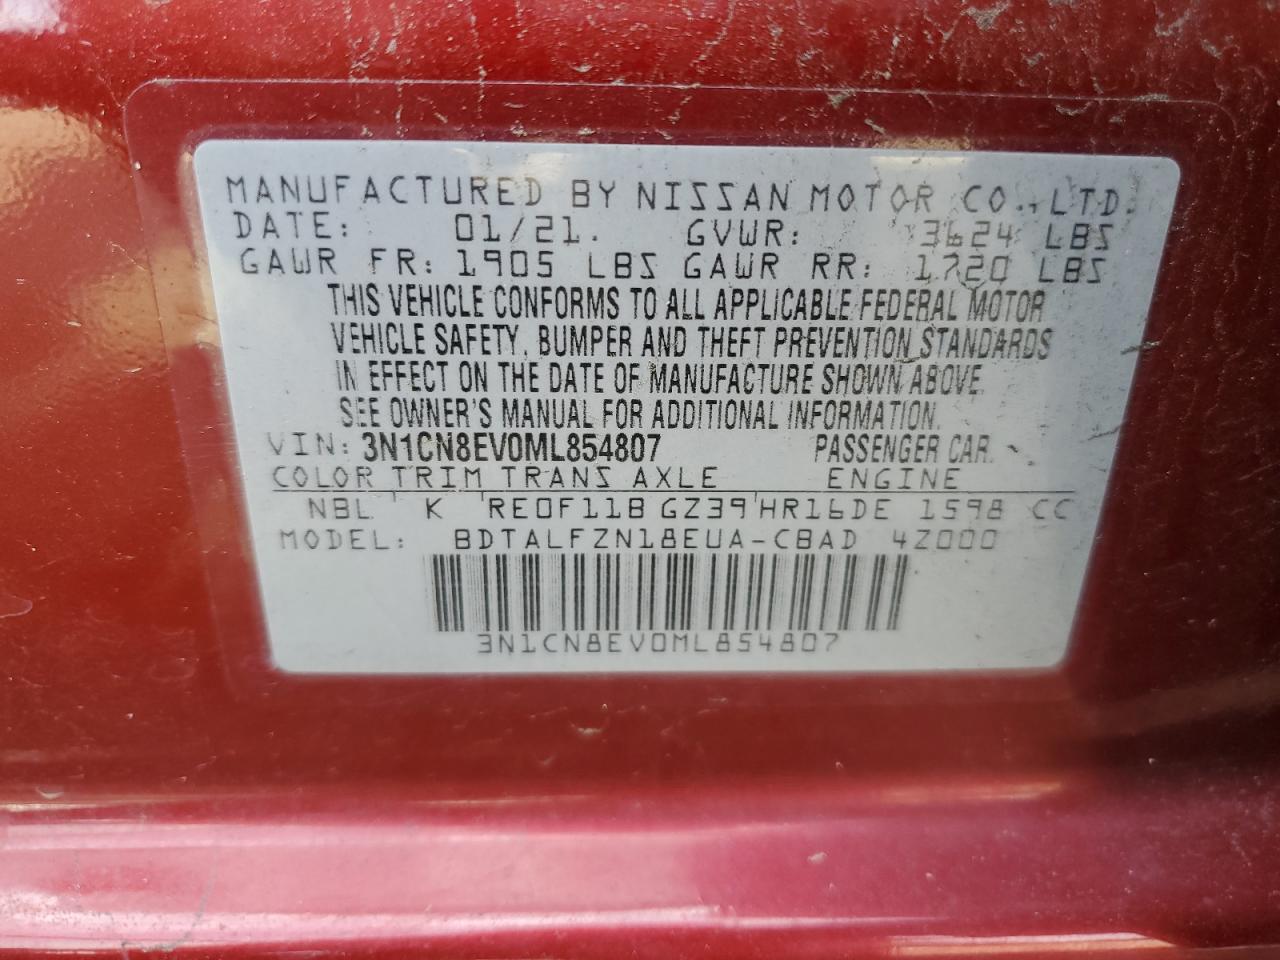 MANUFACTURED BY NISSAN MOTOR CO., LTD.
DATE: 01/21. GVWR: 3624 LBS
GAWR FR: 1905 LBS GAWR RR: 1720 LBS
THIS VEHICLE CONFORMS TO ALL APPLICABLE FEDERAL MOTOR
VEHICLE SAFETY, BUMPER AND THEFT PREVENTION STANDARDS
IN EFFECT ON THE DATE OF MANUFACTURE SHOWN ABOVE.
SEE OWNER'S MANUAL FOR ADDITIONAL INFORMATION.
VIN: 3N1CN8EV0ML854807 PASSENGER CAR.
COLOR TRIM TRANS AXLE ENGINE
NBL K RE0F11B GZ39 HR16DE 1598 CC
MODEL: BDTALFZN18EUA-CBAD 4Z000
3N1CN8EV0ML854807